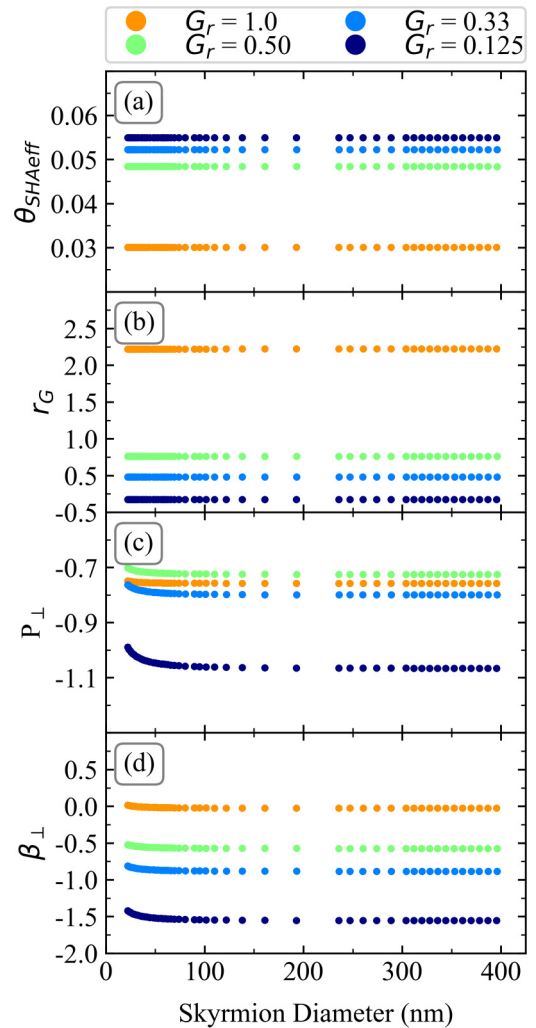 G_r = 1.0 G_r = 0.33
G_r = 0.50 G_r = 0.125
(a)
0.06
0.05
0.04
0.03
θ_SHAeff
(b)
2.5
2.0
1.5
1.0
0.5
-0.5
r_G
(c)
-0.7
-0.9
-1.1
P_⊥
(d)
0.5
0.0
-0.5
-1.0
-1.5
-2.0
β_⊥
0 100 200 300 400
Skyrmion Diameter (nm)